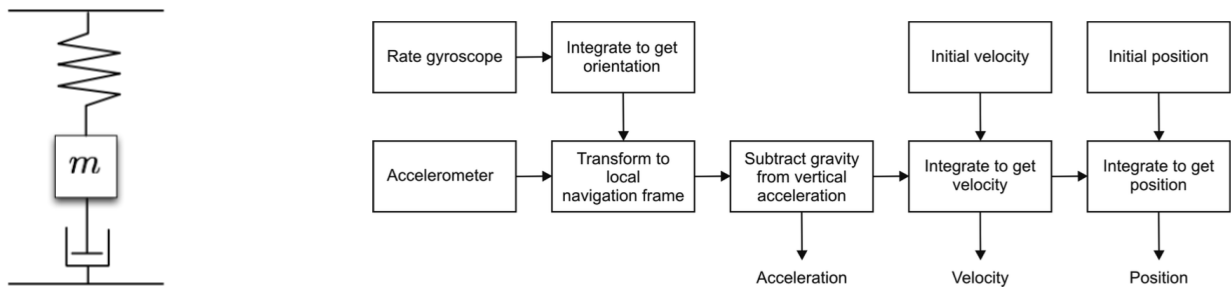 m
Rate gyroscope
Integrate to get
orientation
Initial velocity
Initial position
Accelerometer
Transform to
local
navigation frame
Subtract gravity
from vertical
acceleration
Integrate to get
velocity
Integrate to get
position
Acceleration
Velocity
Position